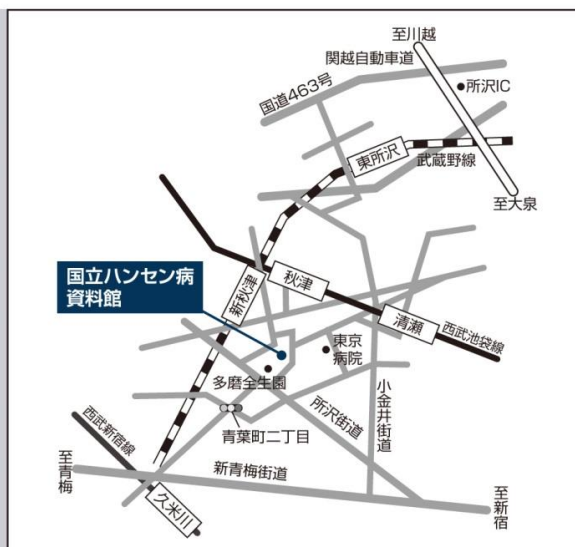 至川越
関越自動車道
所沢IC
国道463号
東所沢
武蔵野線
至大泉
国立ハンセン病
資料館
新秋津
秋津
清瀬
西武池袋線
東京
病院
多磨全生園
小金井街道
所沢街道
青葉町二丁目
西武新宿線
新青梅街道
至青梅
久米川
至新宿